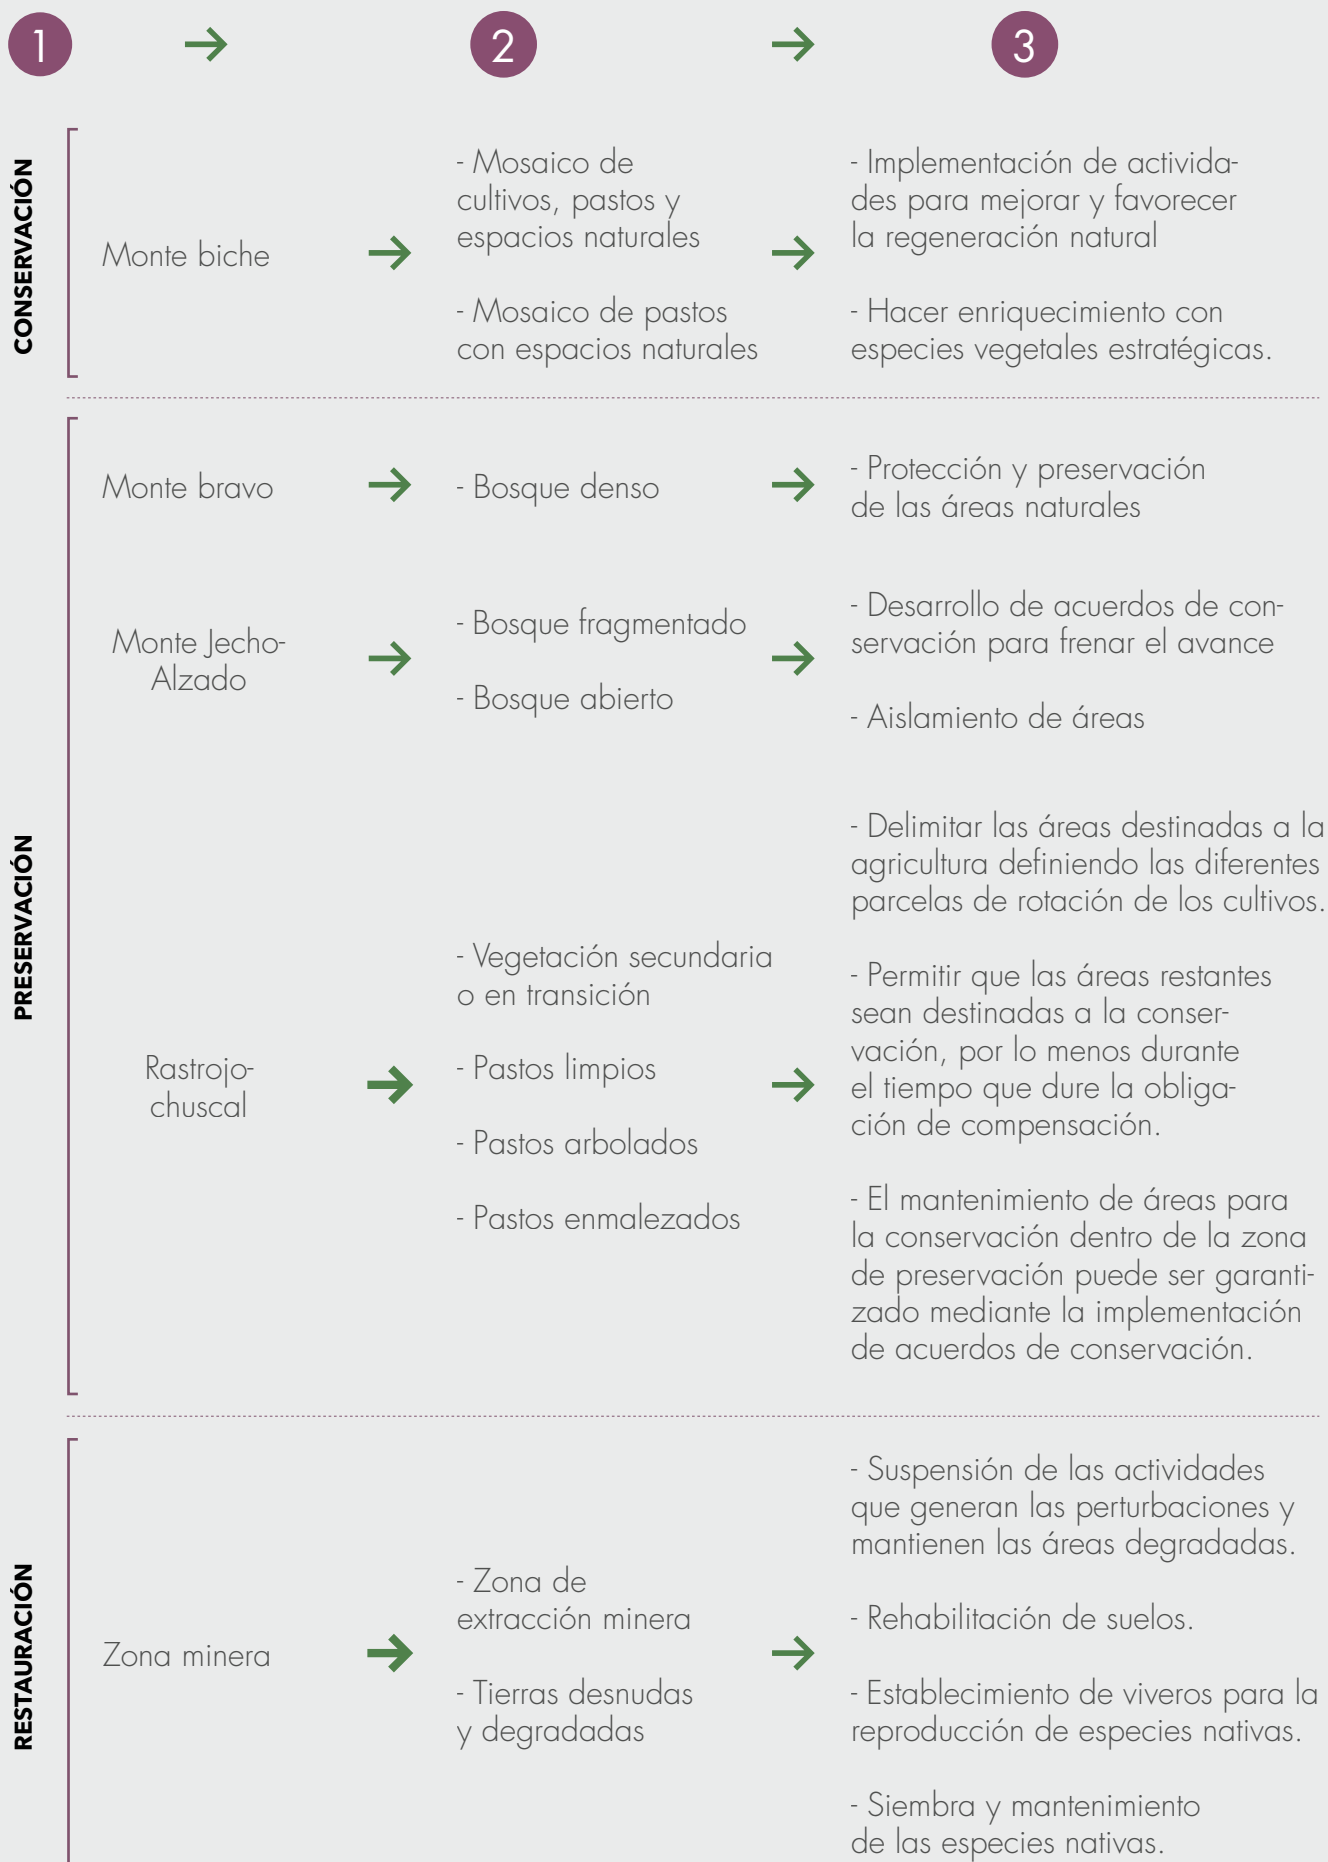 1
2
3
CONSERVACIÓN
Monte biche
- Mosaico de
cultivos, pastos y
espacios naturales
- Mosaico de pastos
con espacios naturales
- Implementación de activida-
des para mejorar y favorecer
la regeneración natural
- Hacer enriquecimiento con
especies vegetales estratégicas.
PRESERVACIÓN
Monte bravo
- Bosque denso
- Protección y preservación
de las áreas naturales
Monte Jecho-
Alzado
- Bosque fragmentado
- Bosque abierto
- Desarrollo de acuerdos de con-
servación para frenar el avance
- Aislamiento de áreas
Rastrojo-
chuscal
- Vegetación secundaria
o en transición
- Pastos limpios
- Pastos arbolados
- Pastos enmalezados
- Delimitar las áreas destinadas a la
agricultura definiendo las diferentes
parcelas de rotación de los cultivos.
- Permitir que las áreas restantes
sean destinadas a la conser-
vación, por lo menos durante
el tiempo que dure la obliga-
ción de compensación.
- El mantenimiento de áreas para
la conservación dentro de la zona
de preservación puede ser garanti-
zado mediante la implementación
de acuerdos de conservación.
RESTAURACIÓN
Zona minera
- Zona de
extracción minera
- Tierras desnudas
y degradadas
- Suspensión de las actividades
que generan las perturbaciones y
mantienen las áreas degradadas.
- Rehabilitación de suelos.
- Establecimiento de viveros para la
reproducción de especies nativas.
- Siembra y mantenimiento
de las especies nativas.